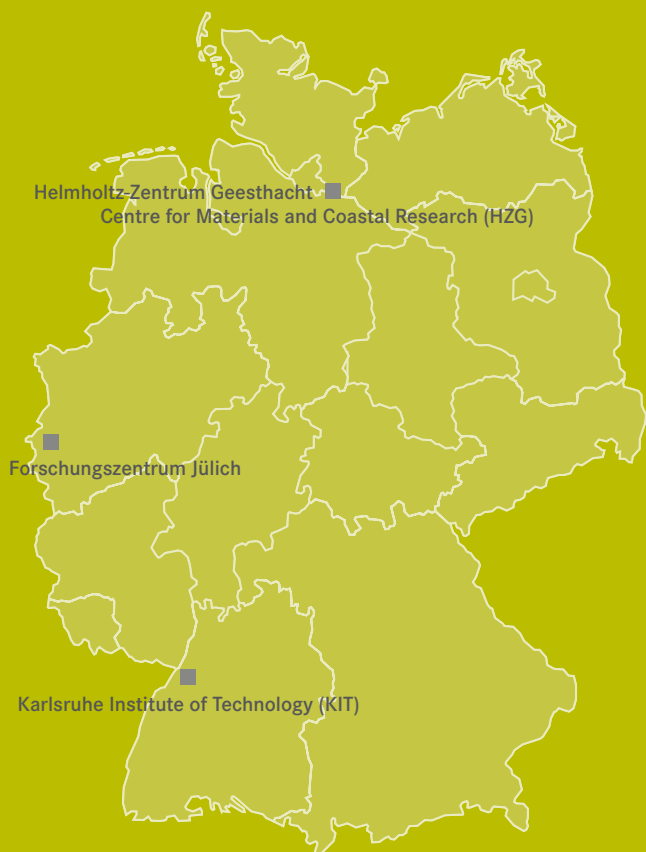 Helmholtz-Zentrum Geesthacht
Centre for Materials and Coastal Research (HZG)
Forschungszentrum Jülich
Karlsruhe Institute of Technology (KIT)